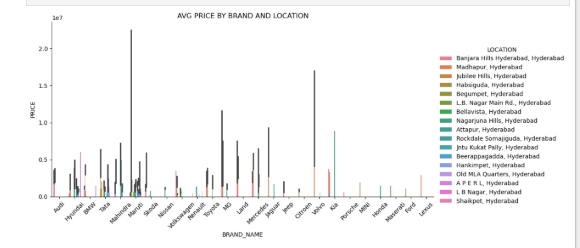 AVG PRICE BY BRAND AND LOCATION
1e7
2.0
1.5
1.0
0.5
0.0
PRICE
Audi
Hyundai
BMW
Tata
Mahindra
Maruti
Skoda
Nissan
Volkswagen
Renault
Toyota
MG
Land
Mercedes
Jaguar
Jeep
Citroen
Volvo
Kia
Porsche
MINI
Honda
Maserati
Ford
Lexus
BRAND_NAME
LOCATION
Banjara Hills Hyderabad, Hyderabad
Madhapur, Hyderabad
Jubilee Hills, Hyderabad
Habsiguda, Hyderabad
Begumpet, Hyderabad
L.B. Nagar Main Rd., Hyderabad
Bellavista, Hyderabad
Nagarjuna Hills, Hyderabad
Attapur, Hyderabad
Rockdale Somajiguda, Hyderabad
Jntu Kukat Pally, Hyderabad
Beerappagadda, Hyderabad
Hakimpet, Hyderabad
Old MLA Quarters, Hyderabad
A P E R L, Hyderabad
L B Nagar, Hyderabad
Shaikpet, Hyderabad